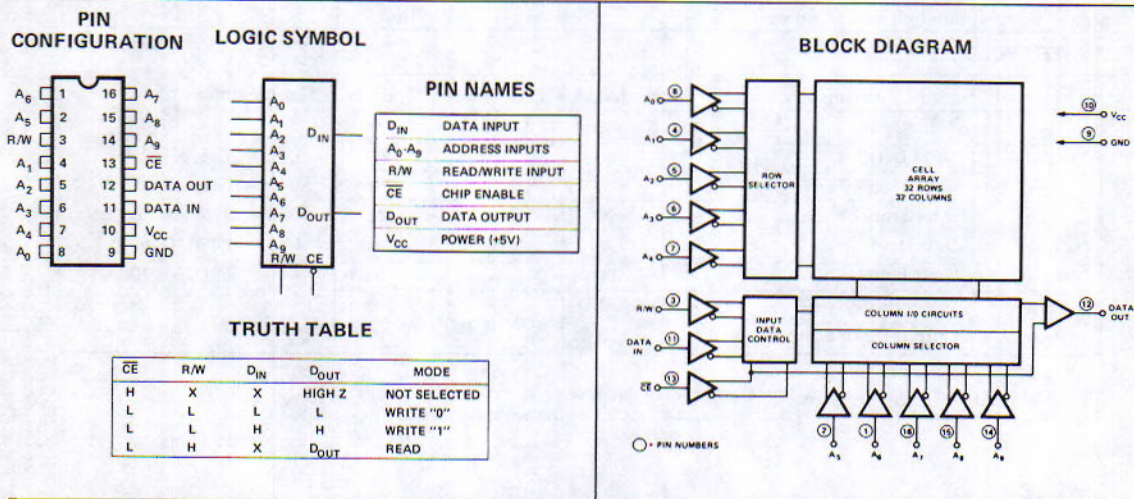 PIN
CONFIGURATION
A6 1 16 A7
A5 2 15 A8
R/W 3 14 A9
A1 4 13 CE
A2 5 12 DATA OUT
A3 6 11 DATA IN
A4 7 10 VCC
A0 8 9 GND
LOGIC SYMBOL
A0
A1
A2
A3
A4
A5
A6
A7
A8
A9
DIN
DOUT
R/W CE
PIN NAMES
DIN DATA INPUT
A0-A9 ADDRESS INPUTS
R/W READ/WRITE INPUT
CE CHIP ENABLE
DOUT DATA OUTPUT
VCC POWER (+5V)
TRUTH TABLE
CE R/W DIN DOUT MODE
H X X HIGH Z NOT SELECTED
L L L L WRITE "0"
L L H H WRITE "1"
L H X DOUT READ
BLOCK DIAGRAM
A0 8
A1 4
A2 5
A3 6
A4 7
ROW
SELECTOR
CELL
ARRAY
32 ROWS
32 COLUMNS
10 VCC
9 GND
R/W 3
DATA
IN 11
CE 13
INPUT
DATA
CONTROL
COLUMN I/O CIRCUITS
COLUMN SELECTOR
12 DATA
OUT
2 1 16 15 14
A5 A6 A7 A8 A9
= PIN NUMBERS